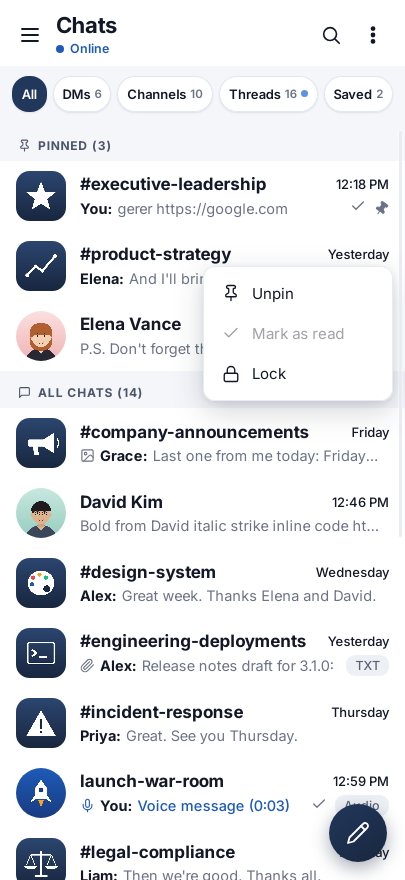 Chats
Online
All
DMs 6
Channels 10
Threads 16
Saved 2
PINNED (3)
#executive-leadership 12:18 PM
You: gerer https://google.com
#product-strategy Yesterday
Elena: And I'll
Elena Vance
P.S. Don't forget
Unpin
Mark as read
Lock
ALL CHATS (14)
#company-announcements Friday
Grace: Last one from me today: Friday...
David Kim 12:46 PM
Bold from David italic strike inline code ht...
#design-system Wednesday
Alex: Great week. Thanks Elena and David.
#engineering-deployments Yesterday
Alex: Release notes draft for 3.1.0: TXT
#incident-response Thursday
Priya: Great. See you Thursday.
launch-war-room 12:59 PM
You: Voice message (0:03) Audio
#legal-compliance
Liam: Then we're good. Thanks all.